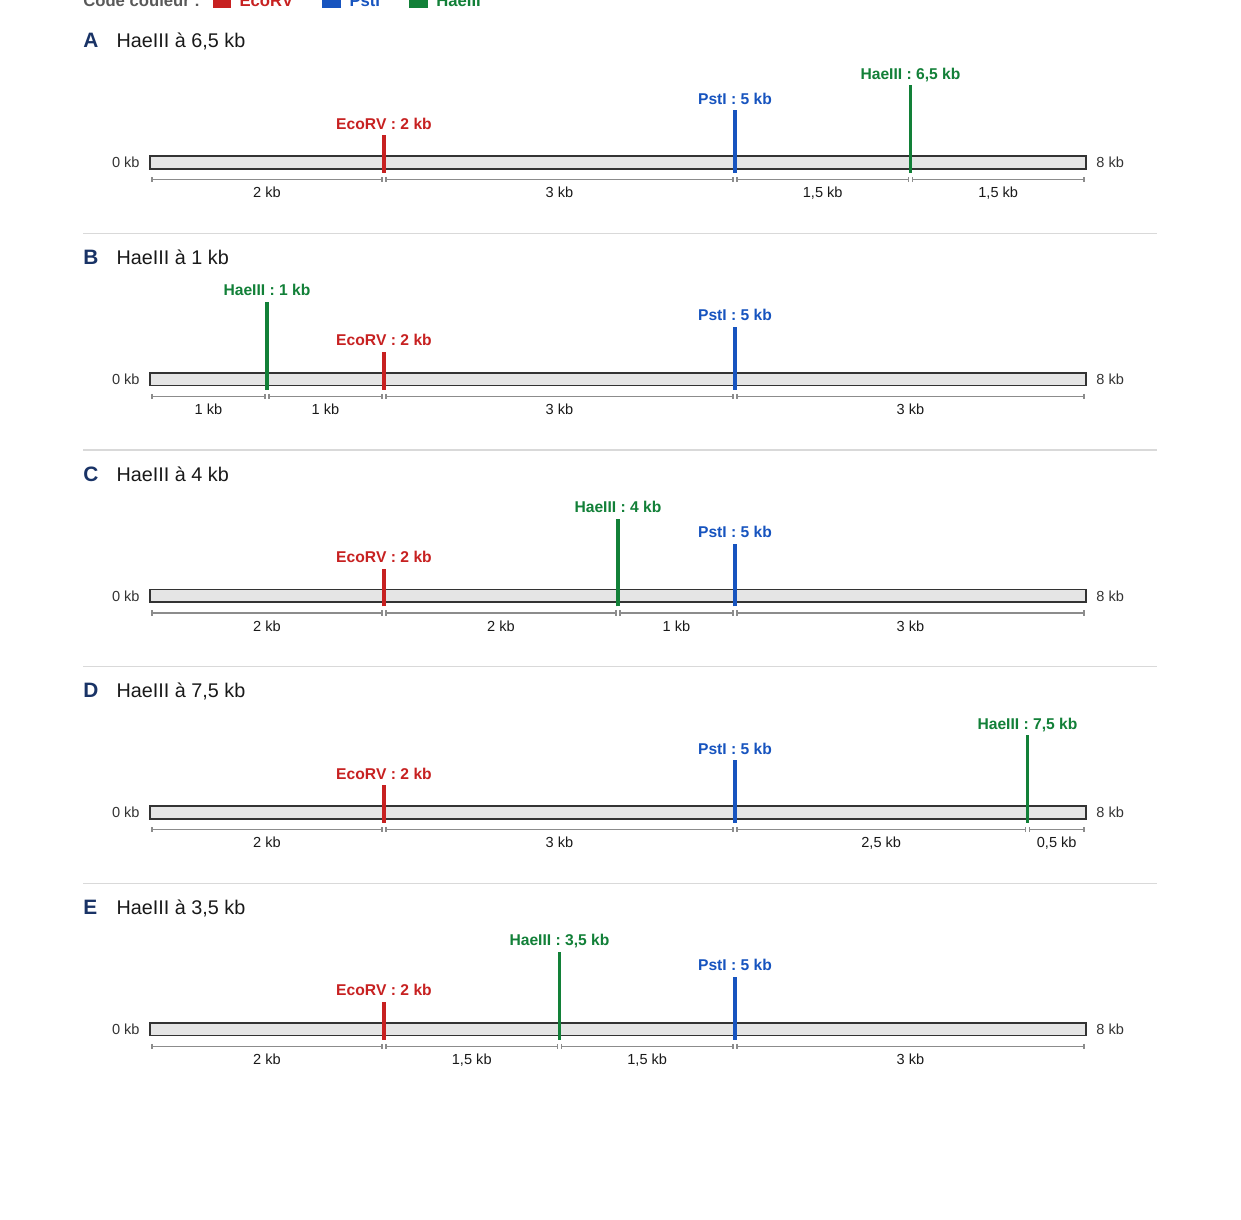 Code couleur : EcoRV PstI HaeIII
A HaeIII à 6,5 kb
HaeIII : 6,5 kb
PstI : 5 kb
EcoRV : 2 kb
0 kb 8 kb
2 kb 3 kb 1,5 kb 1,5 kb
B HaeIII à 1 kb
HaeIII : 1 kb
PstI : 5 kb
EcoRV : 2 kb
0 kb 8 kb
1 kb 1 kb 3 kb 3 kb
C HaeIII à 4 kb
HaeIII : 4 kb
PstI : 5 kb
EcoRV : 2 kb
0 kb 8 kb
2 kb 2 kb 1 kb 3 kb
D HaeIII à 7,5 kb
HaeIII : 7,5 kb
PstI : 5 kb
EcoRV : 2 kb
0 kb 8 kb
2 kb 3 kb 2,5 kb 0,5 kb
E HaeIII à 3,5 kb
HaeIII : 3,5 kb
PstI : 5 kb
EcoRV : 2 kb
0 kb 8 kb
2 kb 1,5 kb 1,5 kb 3 kb